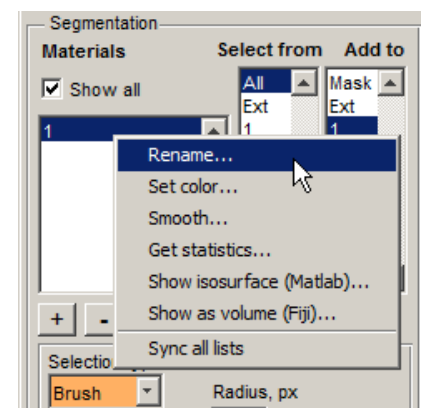 Segmentation
Materials Select from Add to
Show all
All Mask
Ext Ext
1 1 1
Rename...
Set color...
Smooth...
Get statistics...
Show isosurface (Matlab)...
Show as volume (Fiji)...
Sync all lists
+ -
Selectio
Brush Radius, px